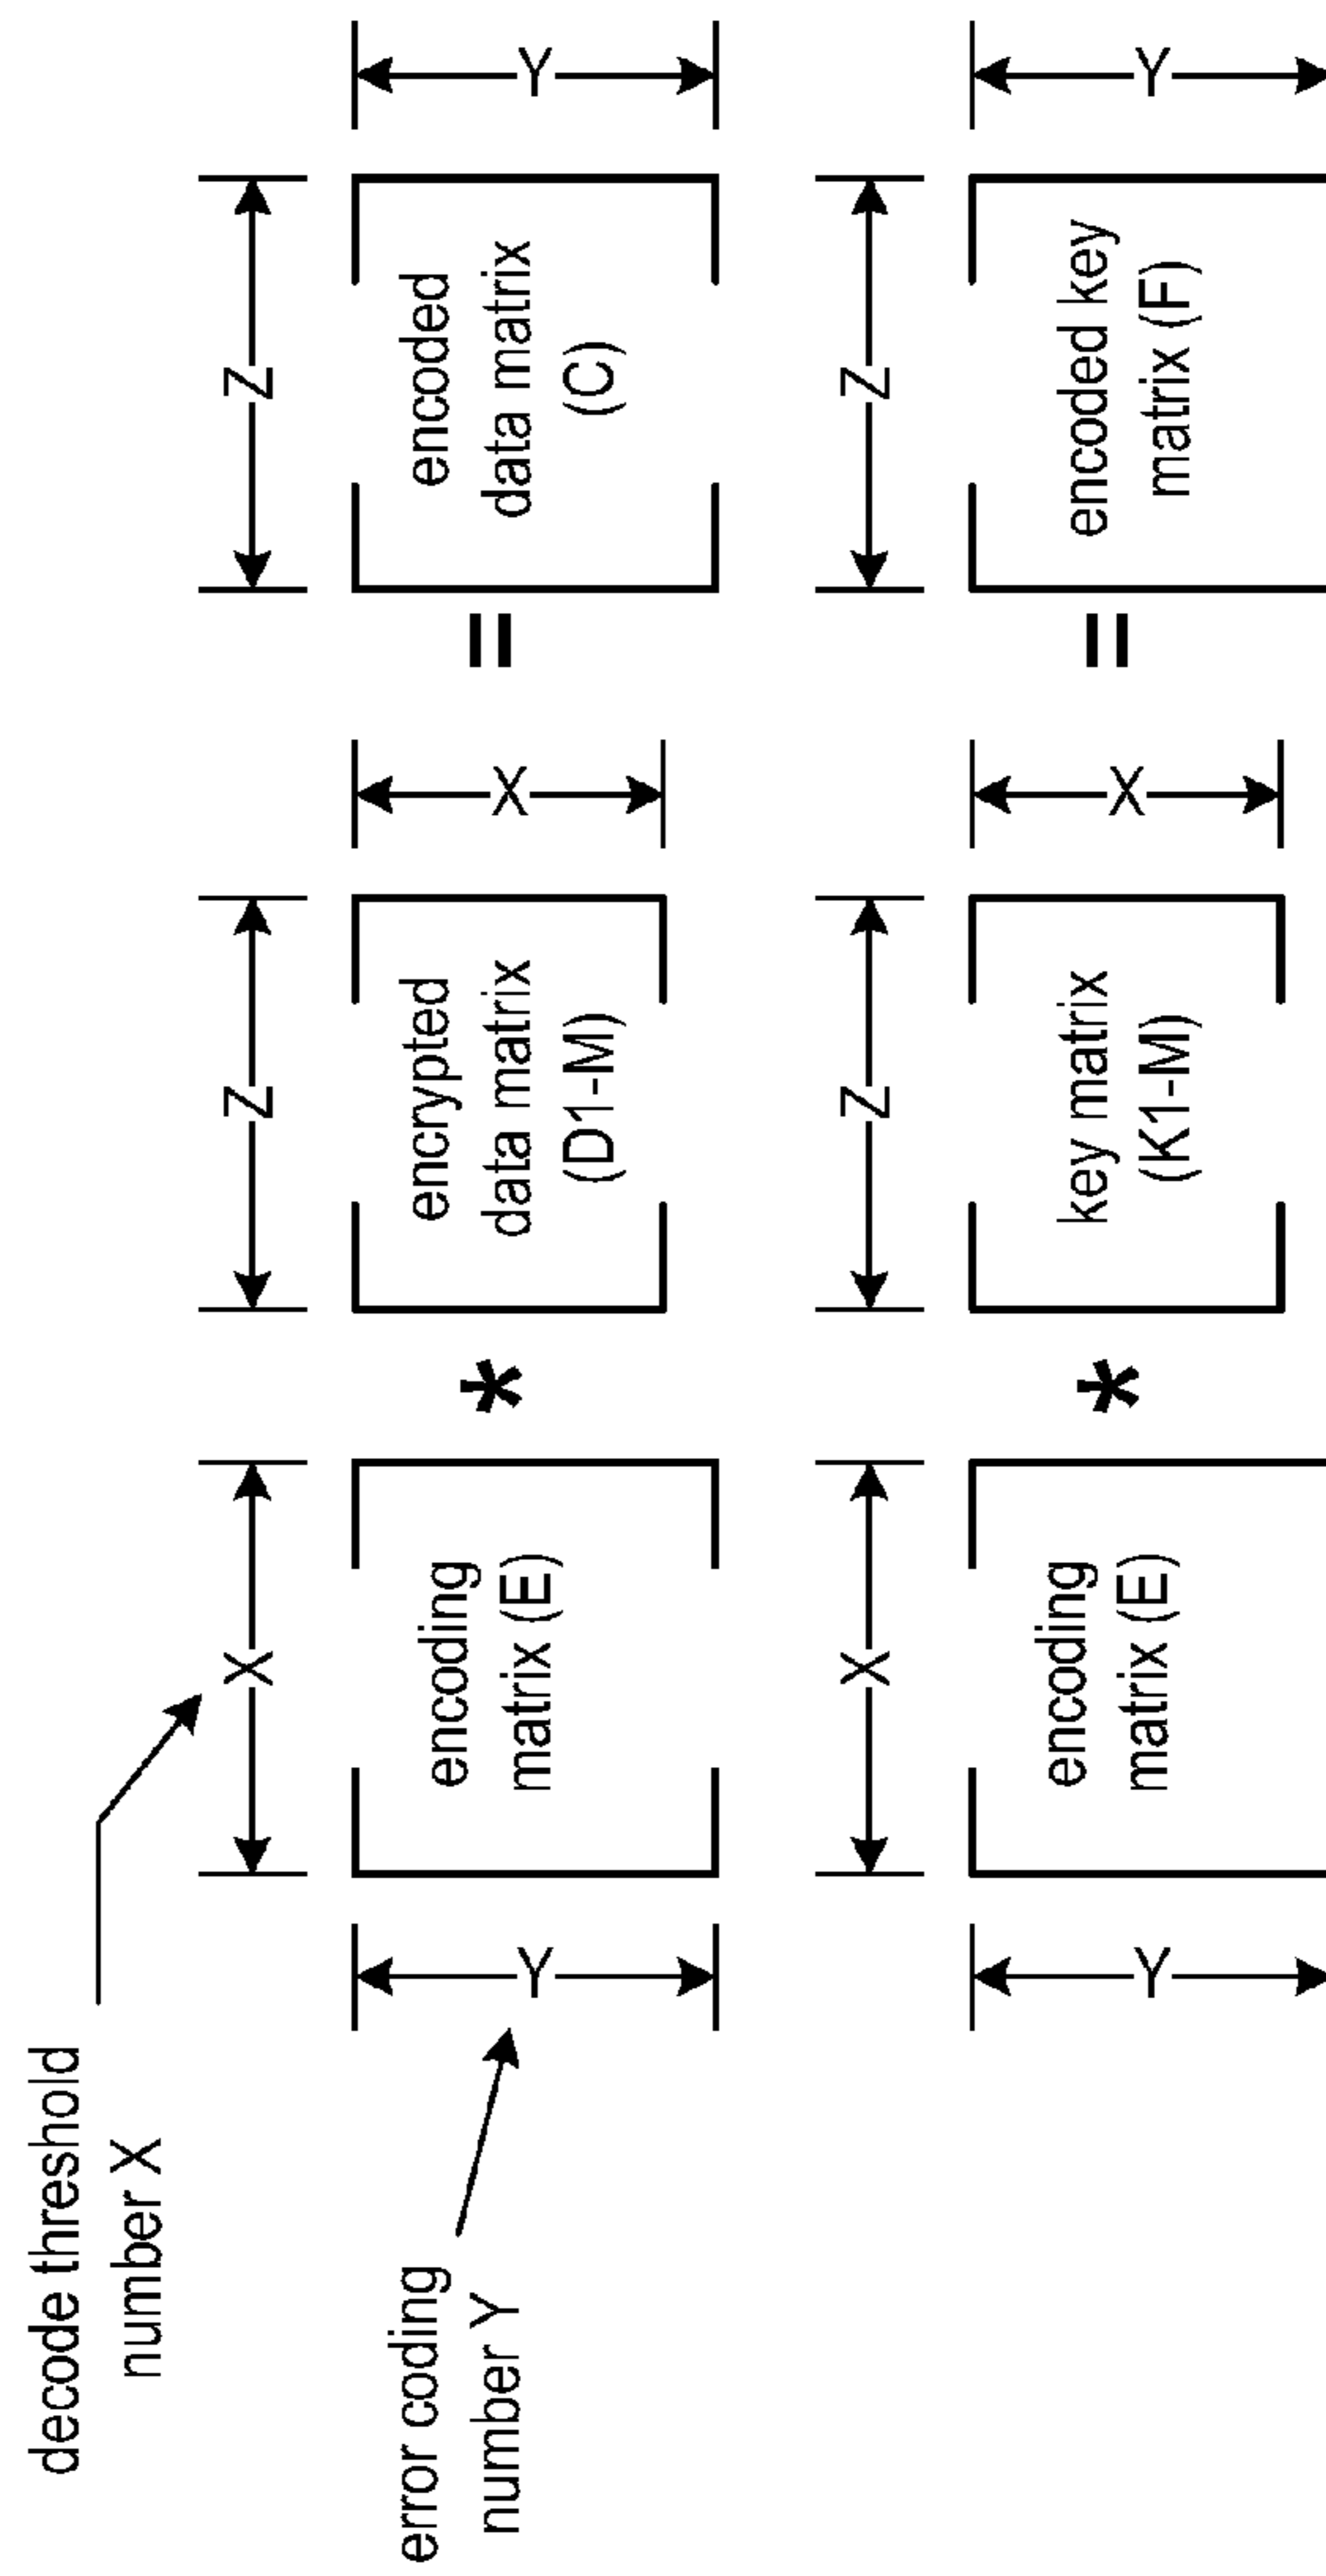 decode threshold
number X
error coding
number Y
X
Y
encoding
matrix (E)
*
Z
encrypted
data matrix
(D1-M)
X
=
Z
encoded
data matrix
(C)
Y
X
Y
encoding
matrix (E)
*
Z
key matrix
(K1-M)
X
=
Z
encoded key
matrix (F)
Y